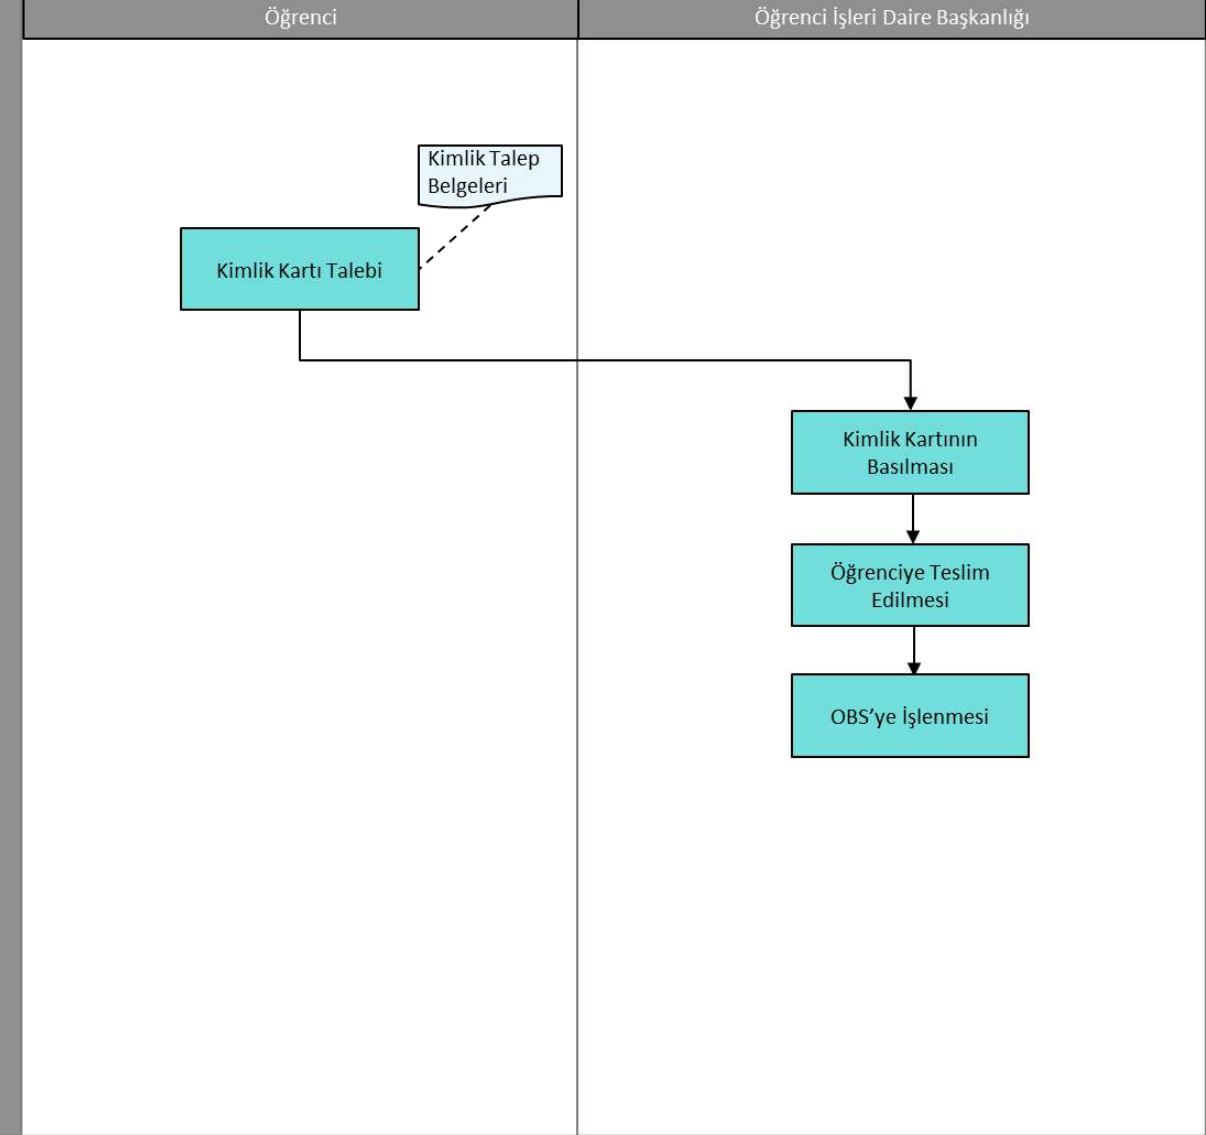 Öğrenci
Öğrenci İşleri Daire Başkanlığı
Kimlik Talep
Belgeleri
Kimlik Kartı Talebi
Kimlik Kartının
Basılması
Öğrenciye Teslim
Edilmesi
OBS’ye İşlenmesi